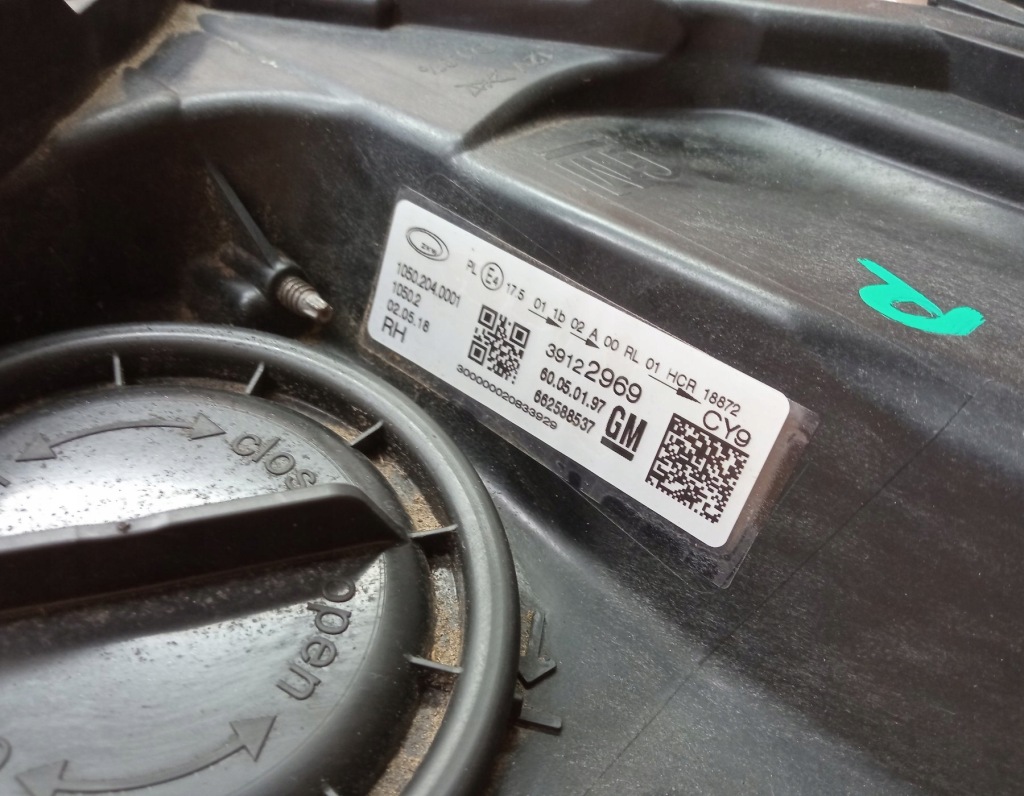 ZKW
PL E4 17.5 01 1b 02 A 00 RL 01 HCR 18872
1050.204.0001
1050.2
02.05.18
RH
39122969
CY9
60.05.01.97
662588537
GM
300000020833929
clos
open